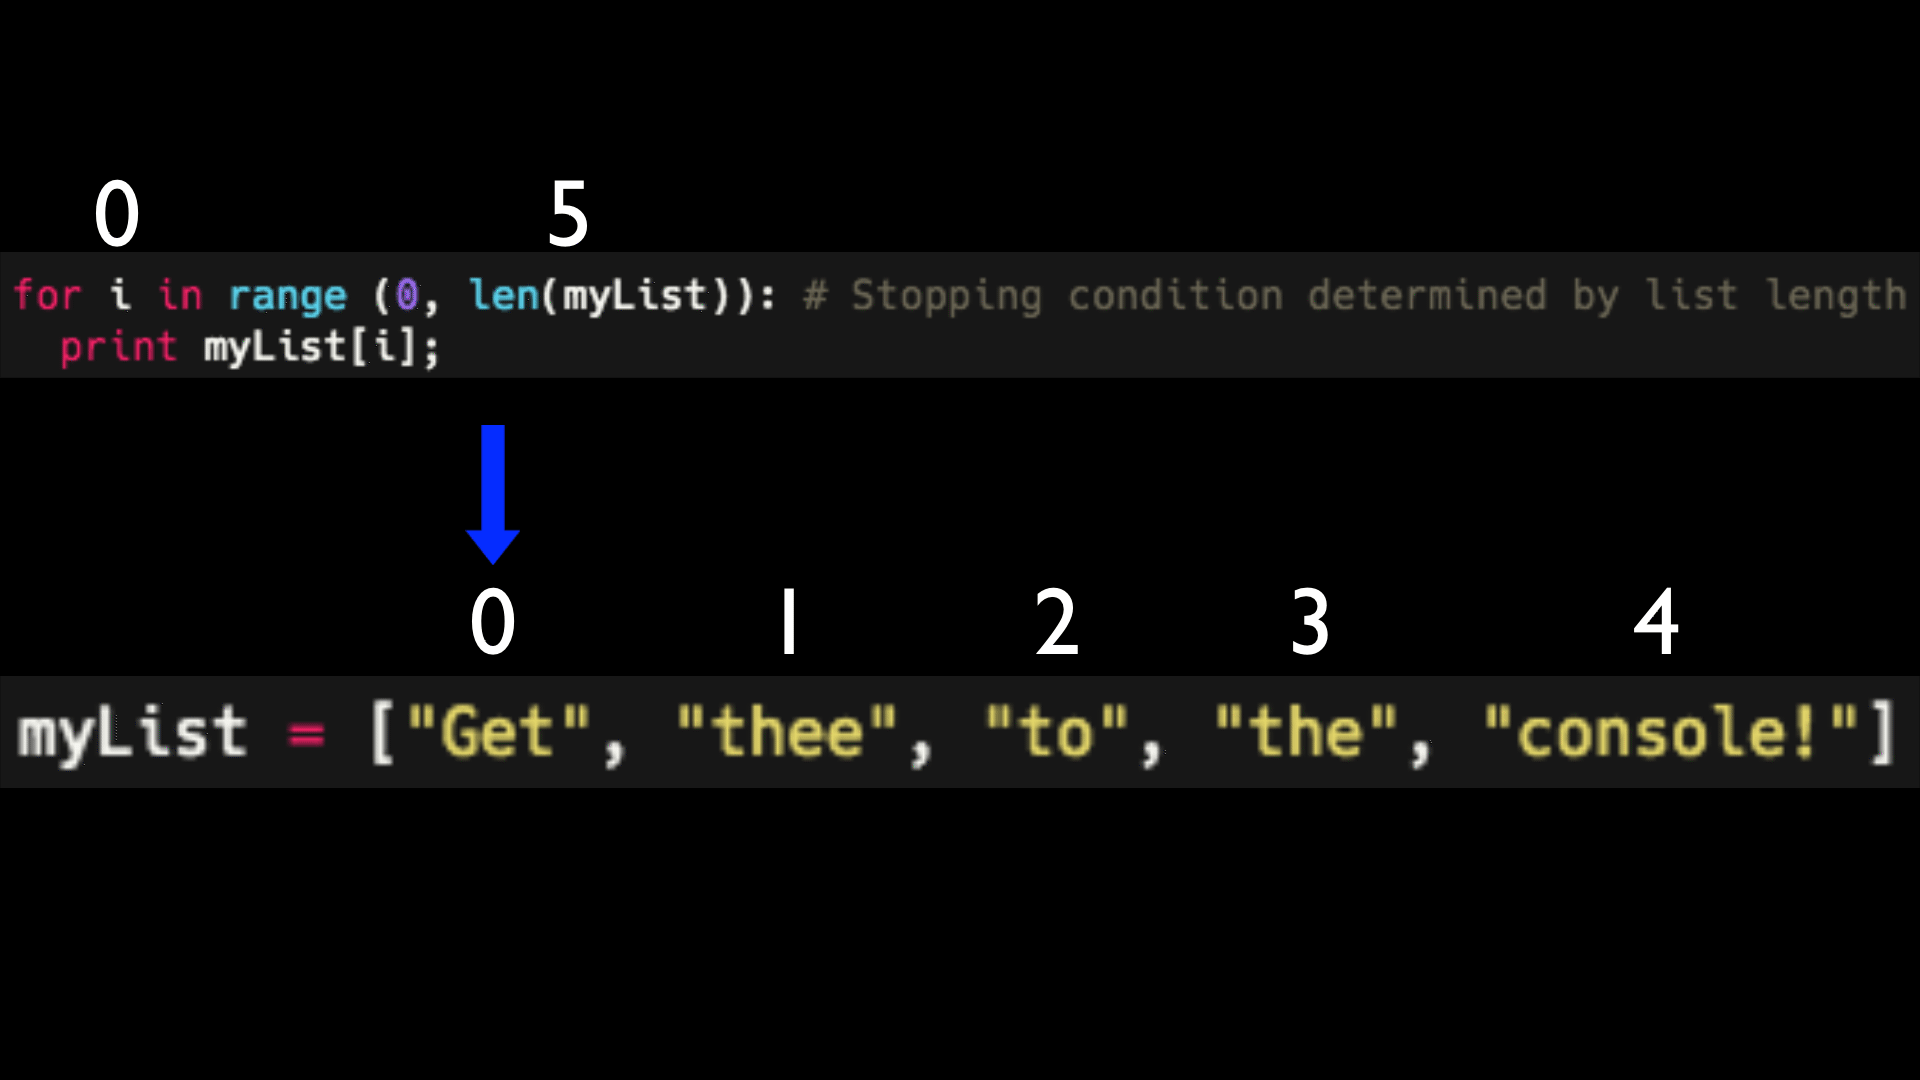 0 5
for i in range (0, len(myList)): # Stopping condition determined by list length
print myList[i];
0 1 2 3 4
myList = ["Get", "thee", "to", "the", "console!"]